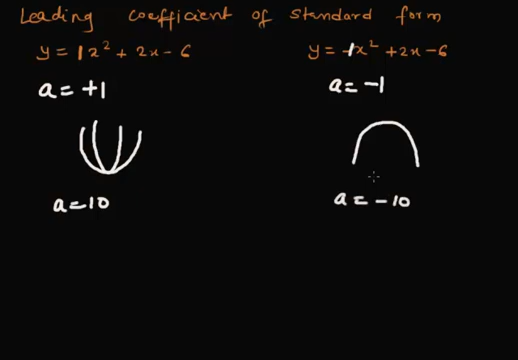 Leading coefficient of standard form
y = 1x² + 2x - 6
y = -1x² + 2x - 6
a = +1
a = -1
a = 10
a = -10